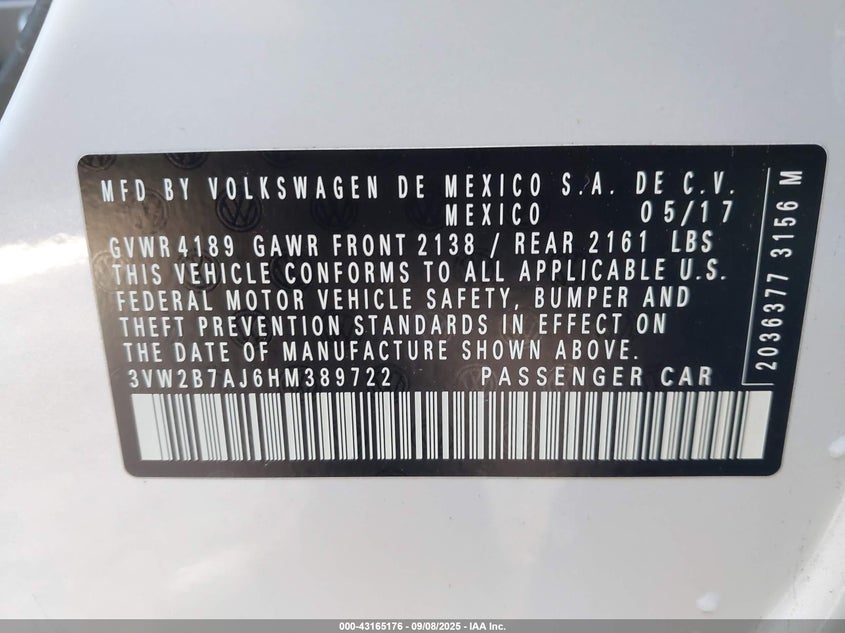 MFD BY VOLKSWAGEN DE MEXICO S.A. DE C.V.
MEXICO 05/17
GVWR 4189 GAWR FRONT 2138 / REAR 2161 LBS
THIS VEHICLE CONFORMS TO ALL APPLICABLE U.S.
FEDERAL MOTOR VEHICLE SAFETY, BUMPER AND
THEFT PREVENTION STANDARDS IN EFFECT ON
THE DATE OF MANUFACTURE SHOWN ABOVE.
3VW2B7AJ6HM389722 PASSENGER CAR
2036377 3156 M
000-43165176 - 09/08/2025 - IAA Inc.